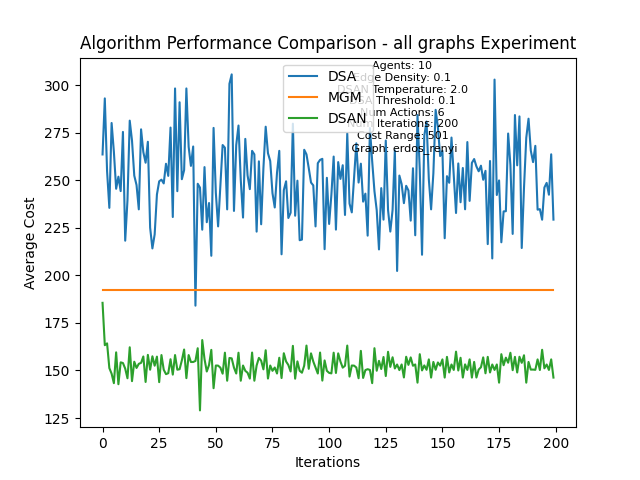 Algorithm Performance Comparison - all graphs Experiment
Agents: 10
Edge Density: 0.1
DSAN Temperature: 2.0
DSA Threshold: 0.1
Num Actions: 6
Num Iterations: 200
Cost Range: 501
Graph: erdos_renyi
DSA
MGM
DSAN
Average Cost
300
275
250
225
200
175
150
125
0
25
50
75
100
125
150
175
200
Iterations